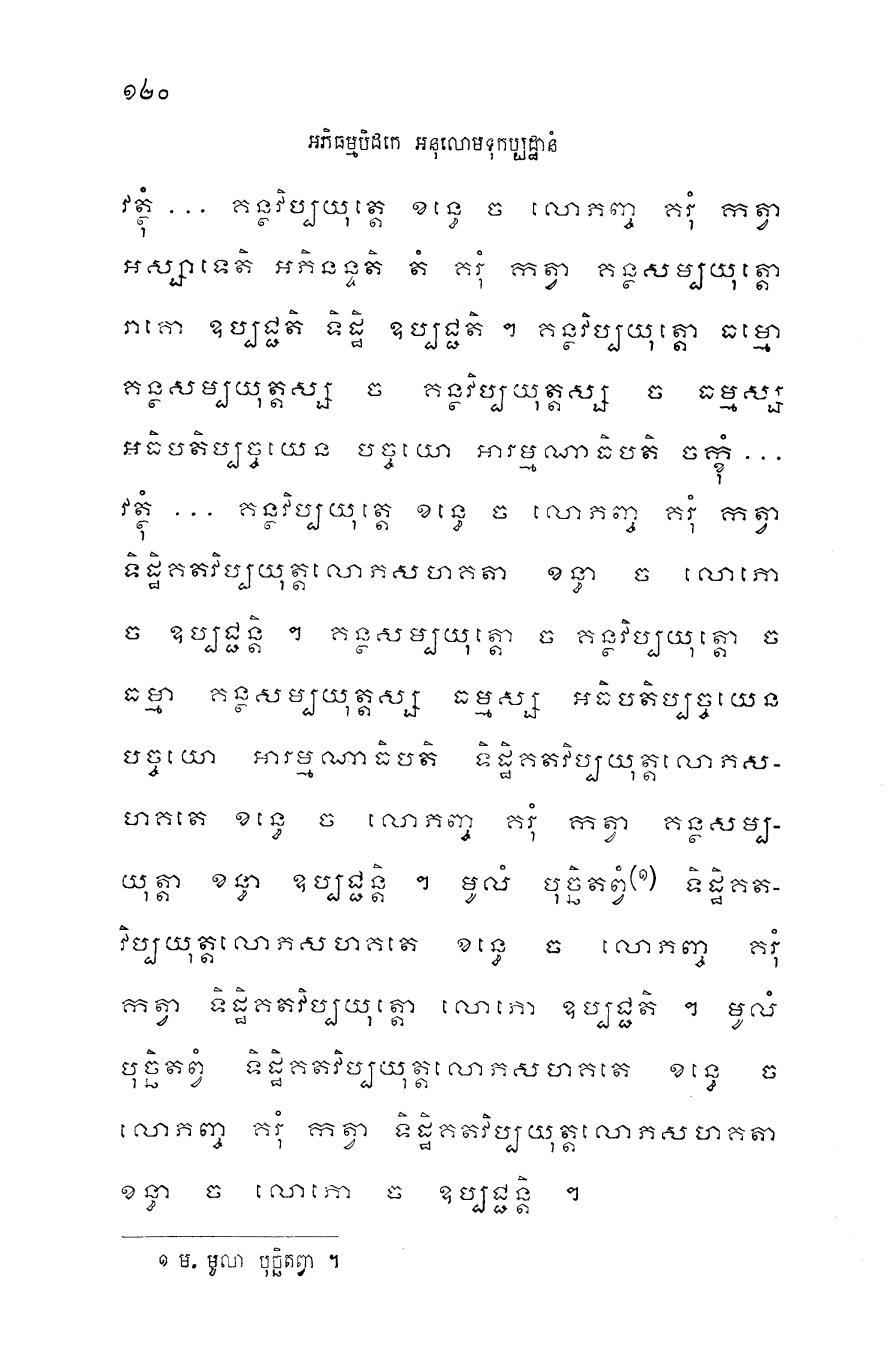 ១២០
អភិធម្មបិដកេ អនុលោមទុកប្បដ្ឋានំ
វត្ថុំ ... គន្ថវិប្បយុត្តេ ខន្ធេ ច លោភញ្ច គរុំ កត្វា
អស្សាទេតិ អភិនន្ទតិ តំ គរុំ កត្វា គន្ថសម្បយុត្តោ
រាគោ ឧប្បជ្ជតិ ទិដ្ឋិ ឧប្បជ្ជតិ ។ គន្ថវិប្បយុត្តោ ធម្មោ
គន្ថសម្បយុត្តស្ស ច គន្ថវិប្បយុត្តស្ស ច ធម្មស្ស
អធិបតិប្បច្ចយេន បច្ចយោ អារម្មណាធិបតិ ចក្ខុំ ...
វត្ថុំ ... គន្ថវិប្បយុត្តេ ខន្ធេ ច លោភញ្ច គរុំ កត្វា
ទិដ្ឋិគតវិប្បយុត្តលោភសហគតា ខន្ធា ច លោភោ
ច ឧប្បជ្ជន្តិ ។ គន្ថសម្បយុត្តោ ច គន្ថវិប្បយុត្តោ ច
ធម្មា គន្ថសម្បយុត្តស្ស ធម្មស្ស អធិបតិប្បច្ចយេន
បច្ចយោ អារម្មណាធិបតិ ទិដ្ឋិគតវិប្បយុត្តលោភស-
ហគតេ ខន្ធេ ច លោភញ្ច គរុំ កត្វា គន្ថសម្ប-
យុត្តា ខន្ធា ឧប្បជ្ជន្តិ ។ មូលំ បុច្ឆិតព្វំ(១) ទិដ្ឋិគត-
វិប្បយុត្តលោភសហគតេ ខន្ធេ ច លោភញ្ច គរុំ
កត្វា ទិដ្ឋិគតវិប្បយុត្តោ លោភោ ឧប្បជ្ជតិ ។ មូលំ
បុច្ឆិតព្វំ ទិដ្ឋិគតវិប្បយុត្តលោភសហគតេ ខន្ធេ ច
លោភញ្ច គរុំ កត្វា ទិដ្ឋិគតវិប្បយុត្តលោភសហគតា
ខន្ធា ច លោភោ ច ឧប្បជ្ជន្តិ ។
១ ម. មូលា បុច្ឆិតព្វា ។